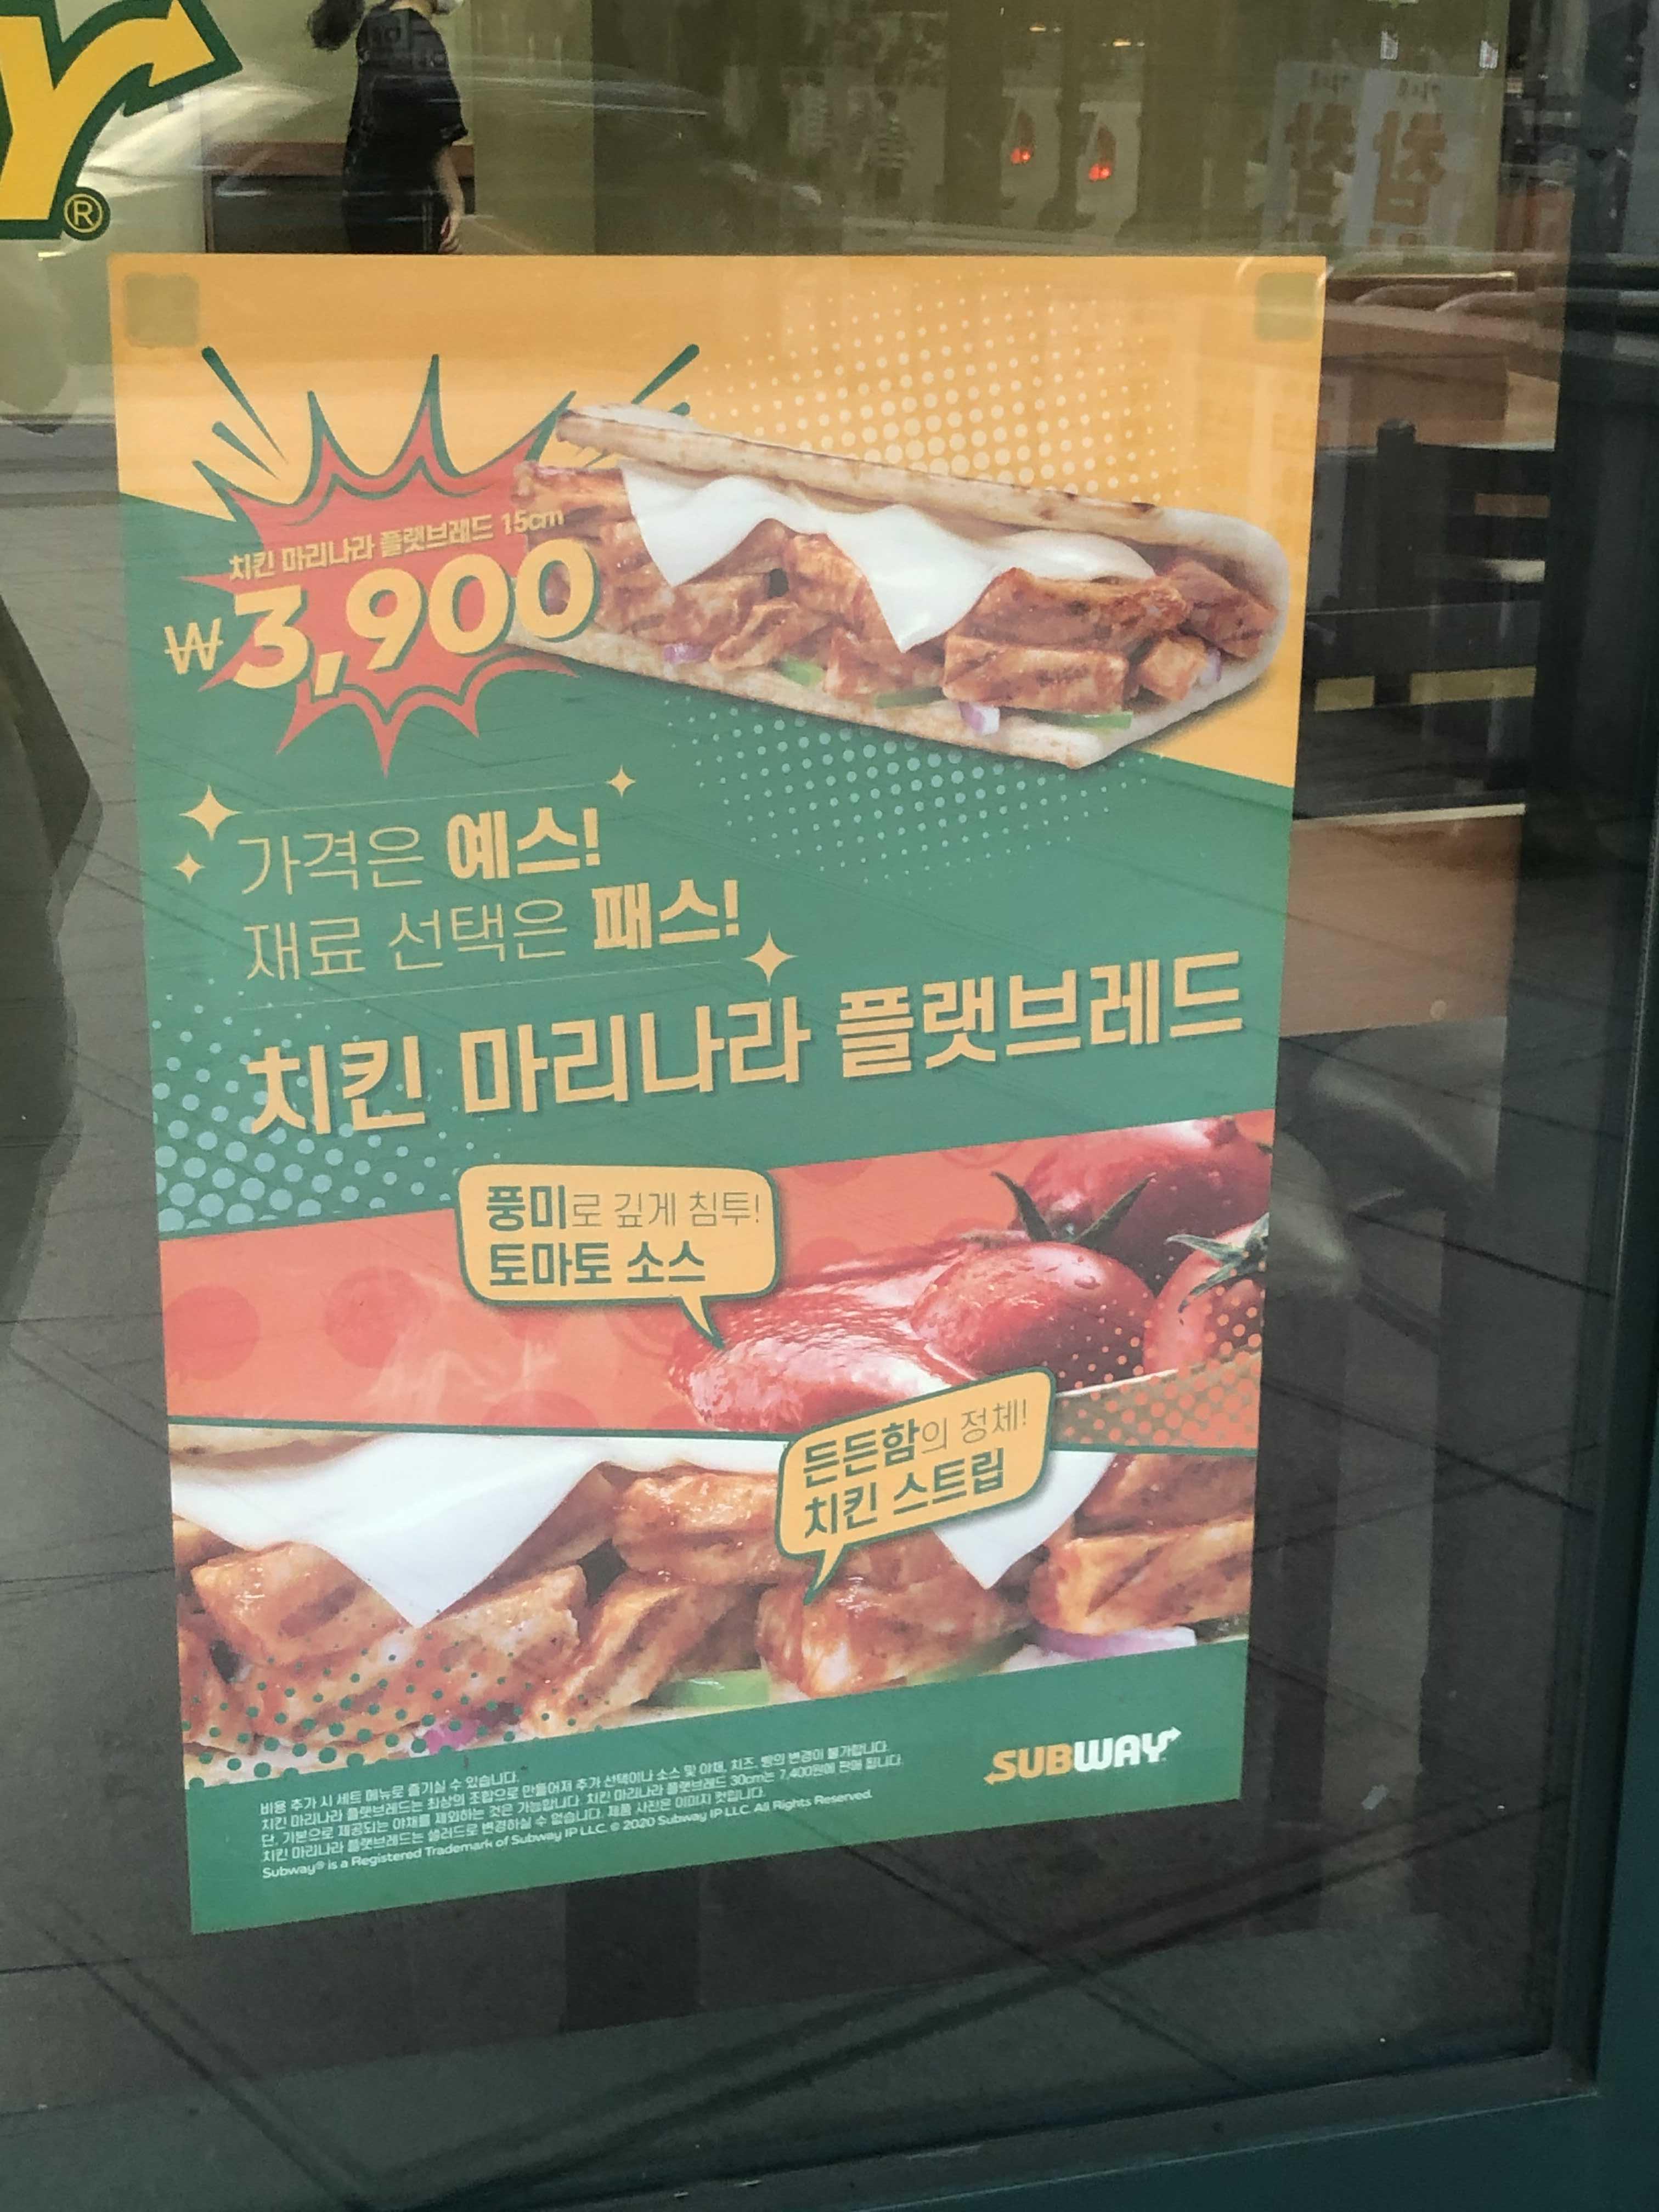 y®
치킨 마리나라 플랫브레드 15cm
₩3,900
가격은 예스!
재료 선택은 패스!
치킨 마리나라 플랫브레드
풍미로 깊게 침투!
토마토 소스
든든함의 정체!
치킨 스트립
비용 추가 시 세트 메뉴로 즐기실 수 있습니다.
치킨 마리나라 플랫브레드는 최상의 조합으로 만들어져 추가 선택이나 소스 및 야채, 치즈, 빵의 변경이 불가합니다.
단, 기본으로 제공되는 야채를 제외하는 것은 가능합니다. 치킨 마리나라 플랫브레드 30cm는 7,400원에 판매 됩니다.
치킨 마리나라 플랫브레드는 샐러드로 변경하실 수 없습니다. 제품 사진은 이미지 컷입니다.
Subway® is a Registered Trademark of Subway IP LLC. © 2020 Subway IP LLC. All Rights Reserved.
SUBWAY